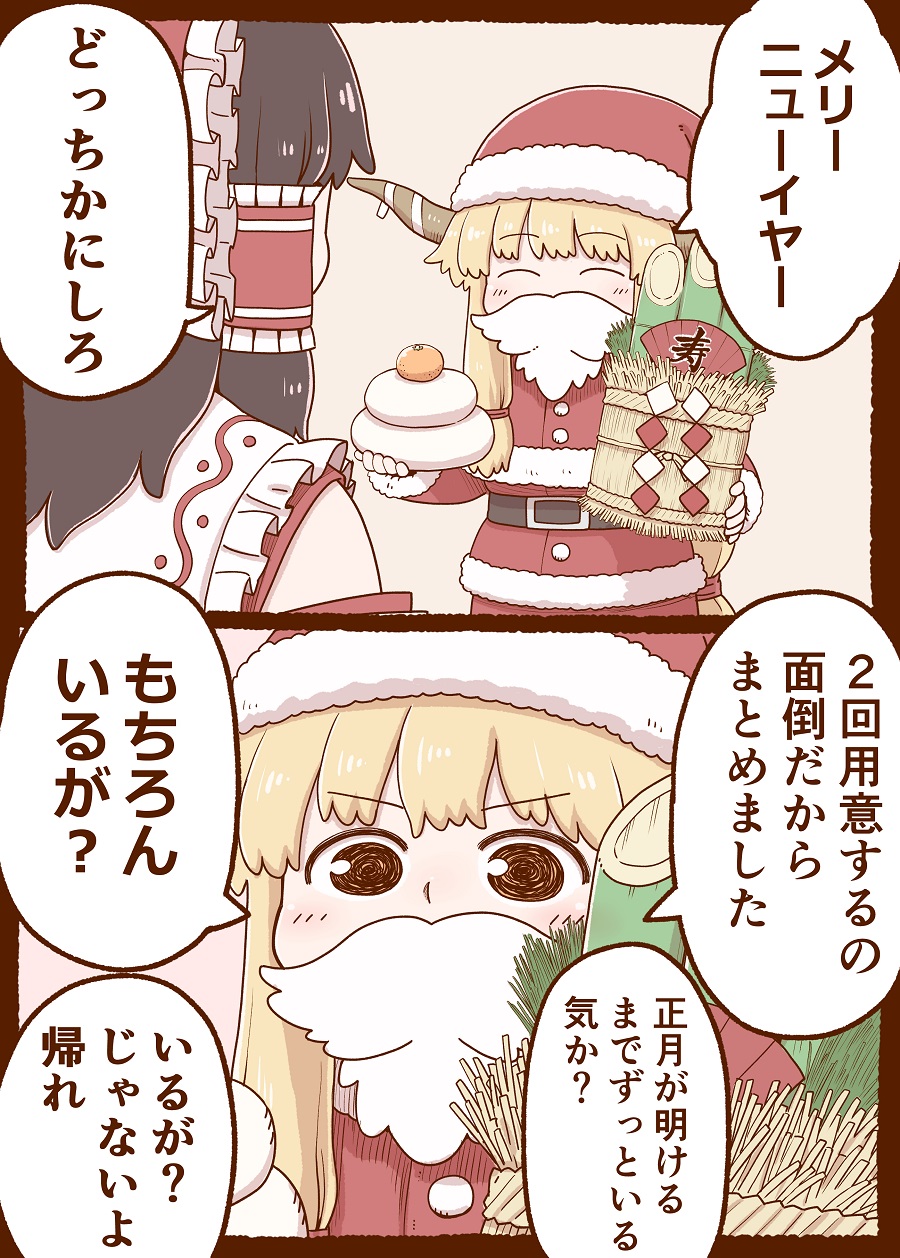 メリー
ニューイヤー
寿
どっちかにしろ
2回用意するの
面倒だから
まとめました
正月が明ける
までずっといる
気か?
もちろん
いるが?
いるが?
じゃないよ
帰れ